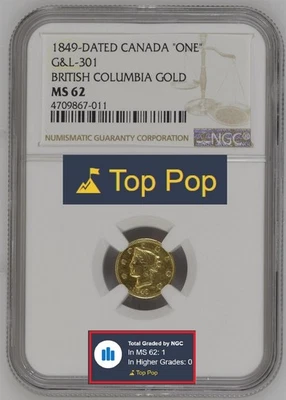 1849-DATED CANADA "ONE"
G&L-301
BRITISH COLUMBIA GOLD
MS 62
4709867-011
NUMISMATIC GUARANTY CORPORATION
NGC
Top Pop
Total Graded by NGC
In MS 62: 1
In Higher Grades: 0
Top Pop